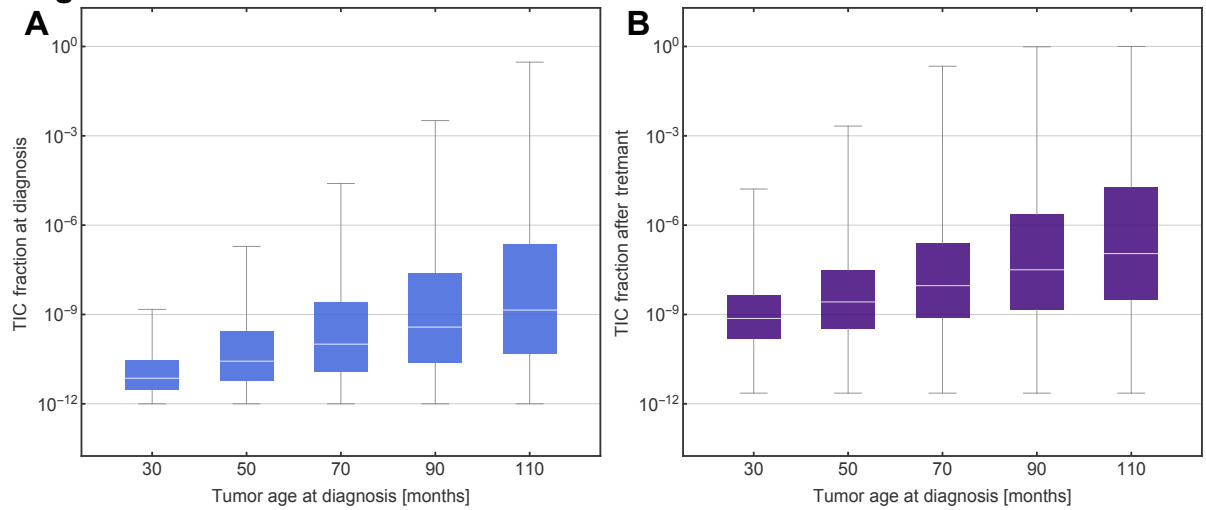 A
B
TIC fraction at diagnosis
10^0
10^-3
10^-6
10^-9
10^-12
30 50 70 90 110
Tumor age at diagnosis [months]
TIC fraction after tretmant
10^0
10^-3
10^-6
10^-9
10^-12
30 50 70 90 110
Tumor age at diagnosis [months]